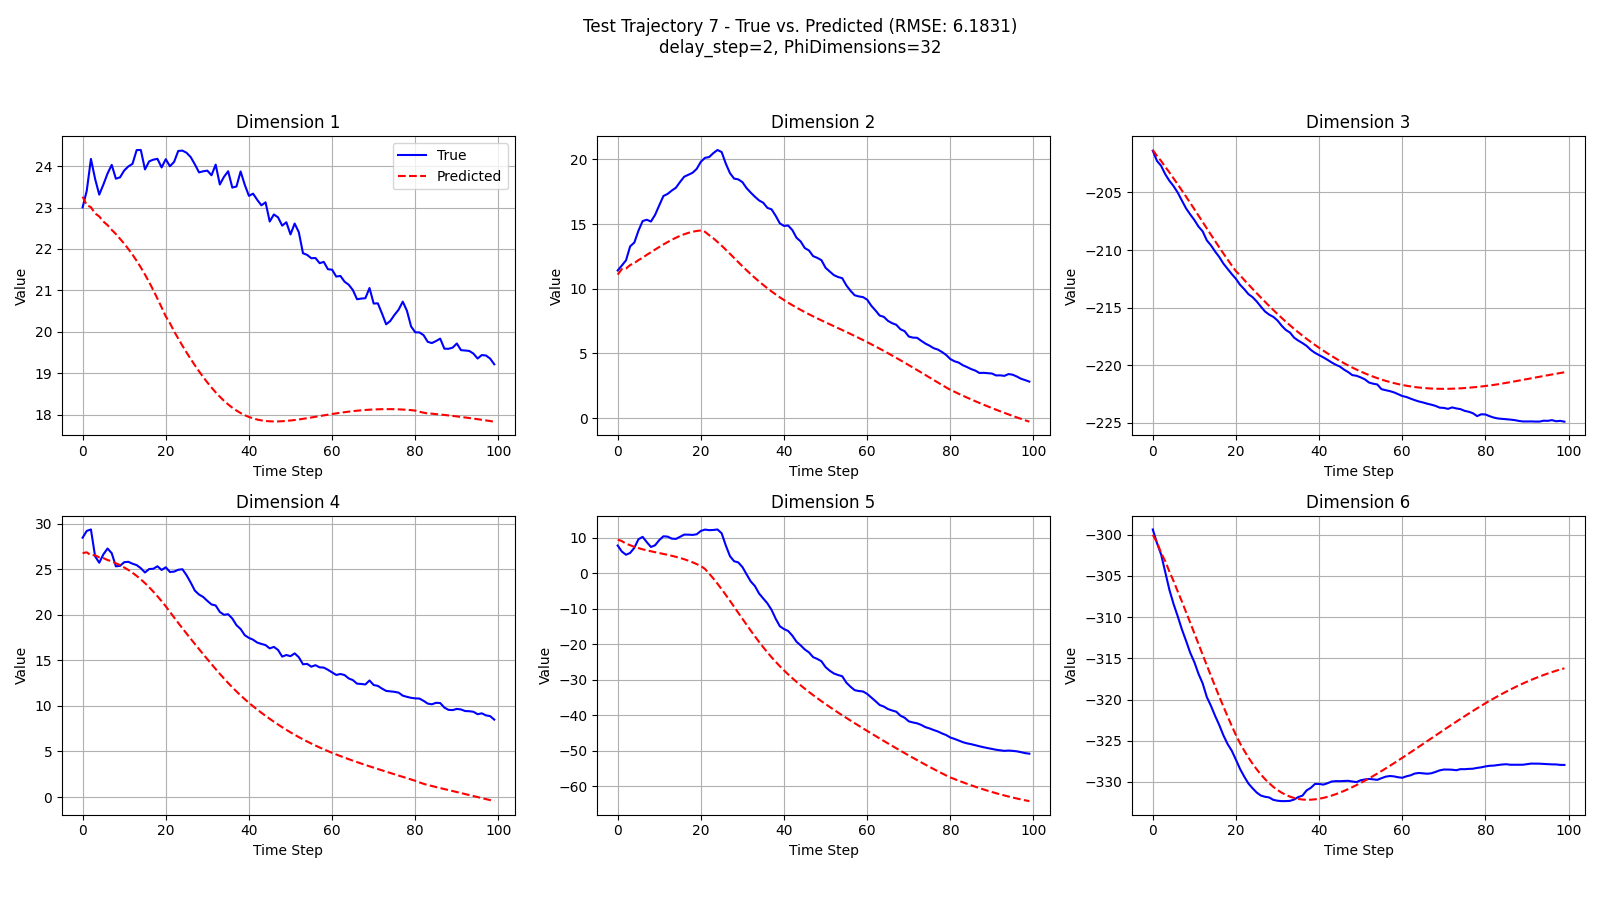 Test Trajectory 7 - True vs. Predicted (RMSE: 6.1831)
delay_step=2, PhiDimensions=32
Dimension 1
True
Predicted
Value
24
23
22
21
20
19
18
0 20 40 60 80 100
Time Step
Dimension 2
Value
20
15
10
5
0
0 20 40 60 80 100
Time Step
Dimension 3
Value
−205
−210
−215
−220
−225
0 20 40 60 80 100
Time Step
Dimension 4
Value
30
25
20
15
10
5
0
0 20 40 60 80 100
Time Step
Dimension 5
Value
10
0
−10
−20
−30
−40
−50
−60
0 20 40 60 80 100
Time Step
Dimension 6
Value
−300
−305
−310
−315
−320
−325
−330
0 20 40 60 80 100
Time Step